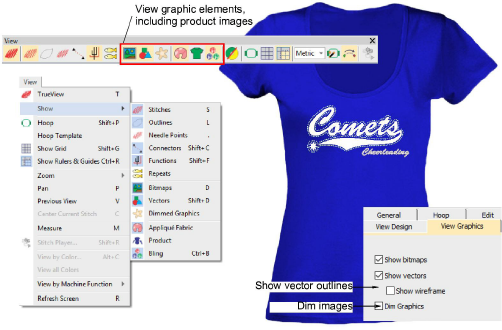 View graphic elements,
including product images
View
Metric
View
TrueView T
Show
Hoop Shift+P
Hoop Template
Show Grid Shift+G
Show Rulers & Guides Ctrl+R
Zoom
Pan P
Previous View V
Center Current Stitch C
Measure M
Stitch Player... Shift+R
View by Color... Alt+C
View all Colors
View by Machine Function
Refresh Screen R
Stitches S
Outlines L
Needle Points .
Connectors Shift+C
Functions Shift+F
Repeats
Bitmaps D
Vectors Shift+D
Dimmed Graphics
Appliqué Fabric
Product
Bling Ctrl+B
Comets
Cheerleading
General Hoop Edit
View Design View Graphics
Show bitmaps
Show vectors
Show wireframe
Dim Graphics
Show vector outlines
Dim images